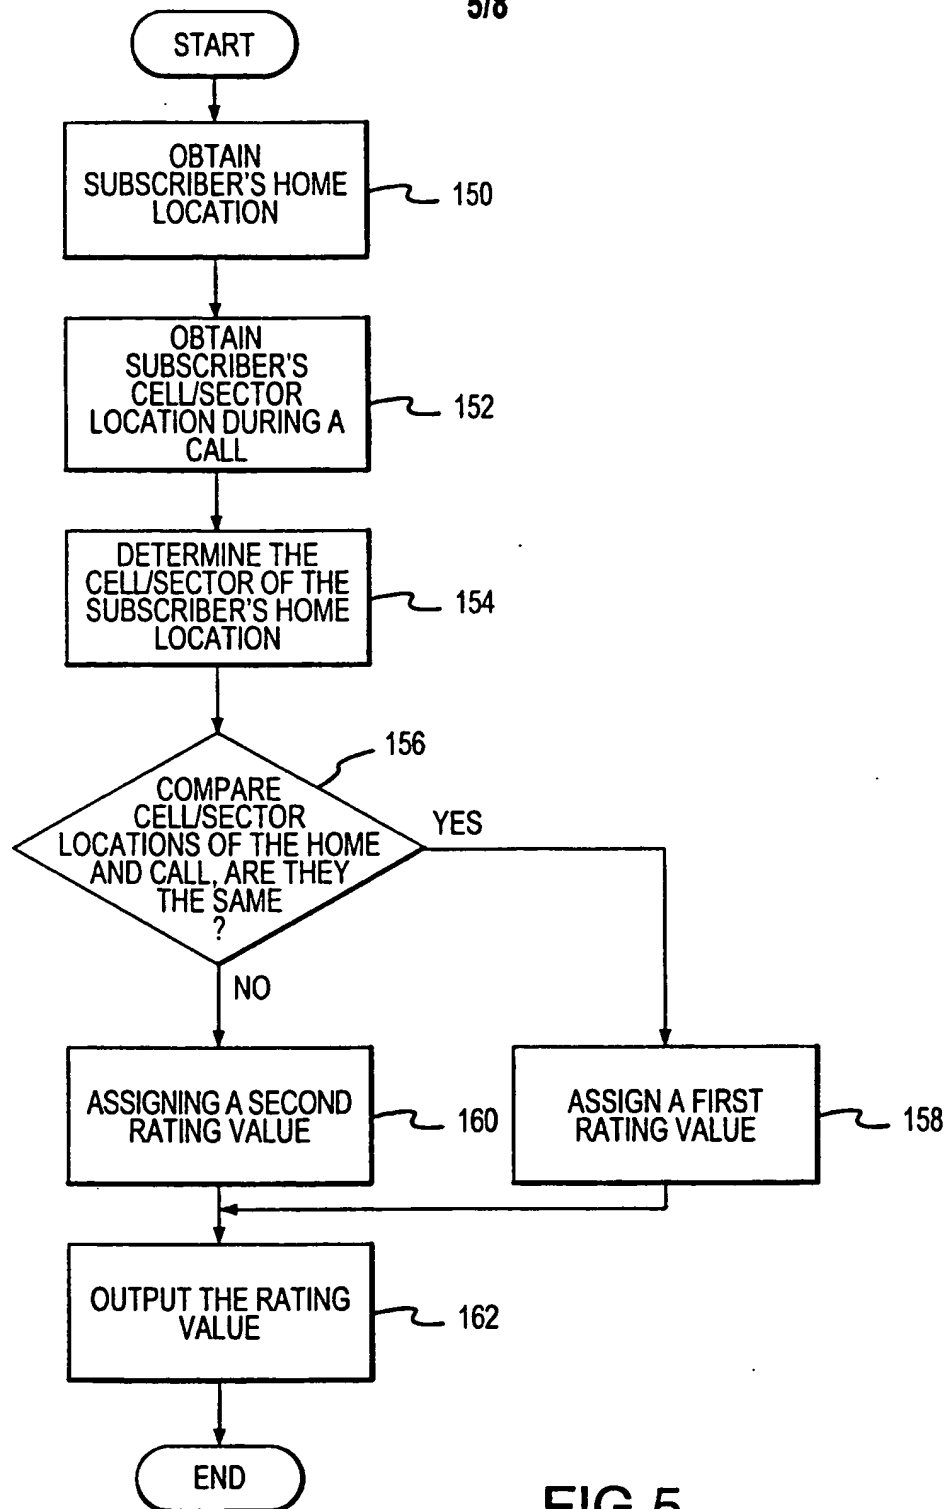 5/8
START
OBTAIN
SUBSCRIBER'S HOME
LOCATION
150
OBTAIN
SUBSCRIBER'S
CELL/SECTOR
LOCATION DURING A
CALL
152
DETERMINE THE
CELL/SECTOR OF THE
SUBSCRIBER'S HOME
LOCATION
154
156
COMPARE
CELL/SECTOR
LOCATIONS OF THE HOME
AND CALL, ARE THEY
THE SAME
?
YES
NO
ASSIGNING A SECOND
RATING VALUE
160
ASSIGN A FIRST
RATING VALUE
158
OUTPUT THE RATING
VALUE
162
END
FIG.5